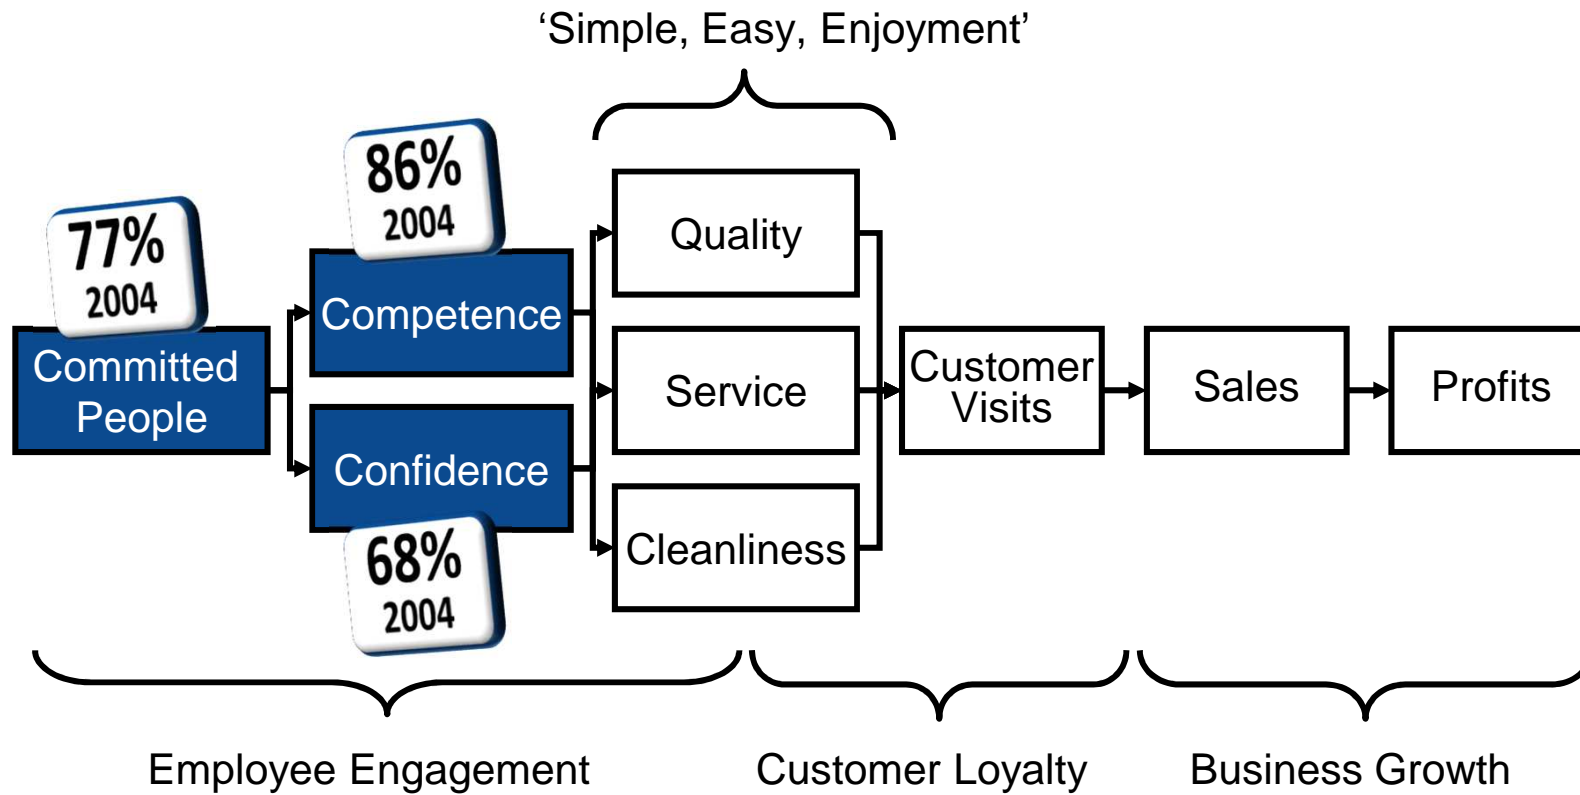 ‘Simple, Easy, Enjoyment’
77%
2004
Committed
People
86%
2004
Competence
Confidence
68%
2004
Quality
Service
Cleanliness
Customer
Visits
Sales
Profits
Employee Engagement
Customer Loyalty
Business Growth